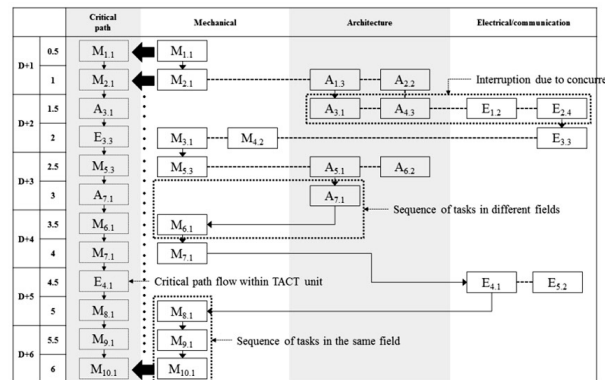 Critical path Mechanical Architecture Electrical/communication
D+1 0.5 M1.1 M1.1
1 M2.1 M2.1 A1.3 A2.2
Interruption due to concurre
D+2 1.5 A3.1 A3.1 A4.3 E1.2 E2.4
2 E3.3 M3.1 M4.2 E3.3
D+3 2.5 M5.3 M5.3 A5.1 A6.2
3 A7.1 A7.1
Sequence of tasks in different fields
D+4 3.5 M6.1 M6.1
4 M7.1 M7.1
D+5 4.5 E4.1 Critical path flow within TACT unit E4.1 E5.2
5 M8.1 M8.1
D+6 5.5 M9.1 M9.1 Sequence of tasks in the same field
6 M10.1 M10.1